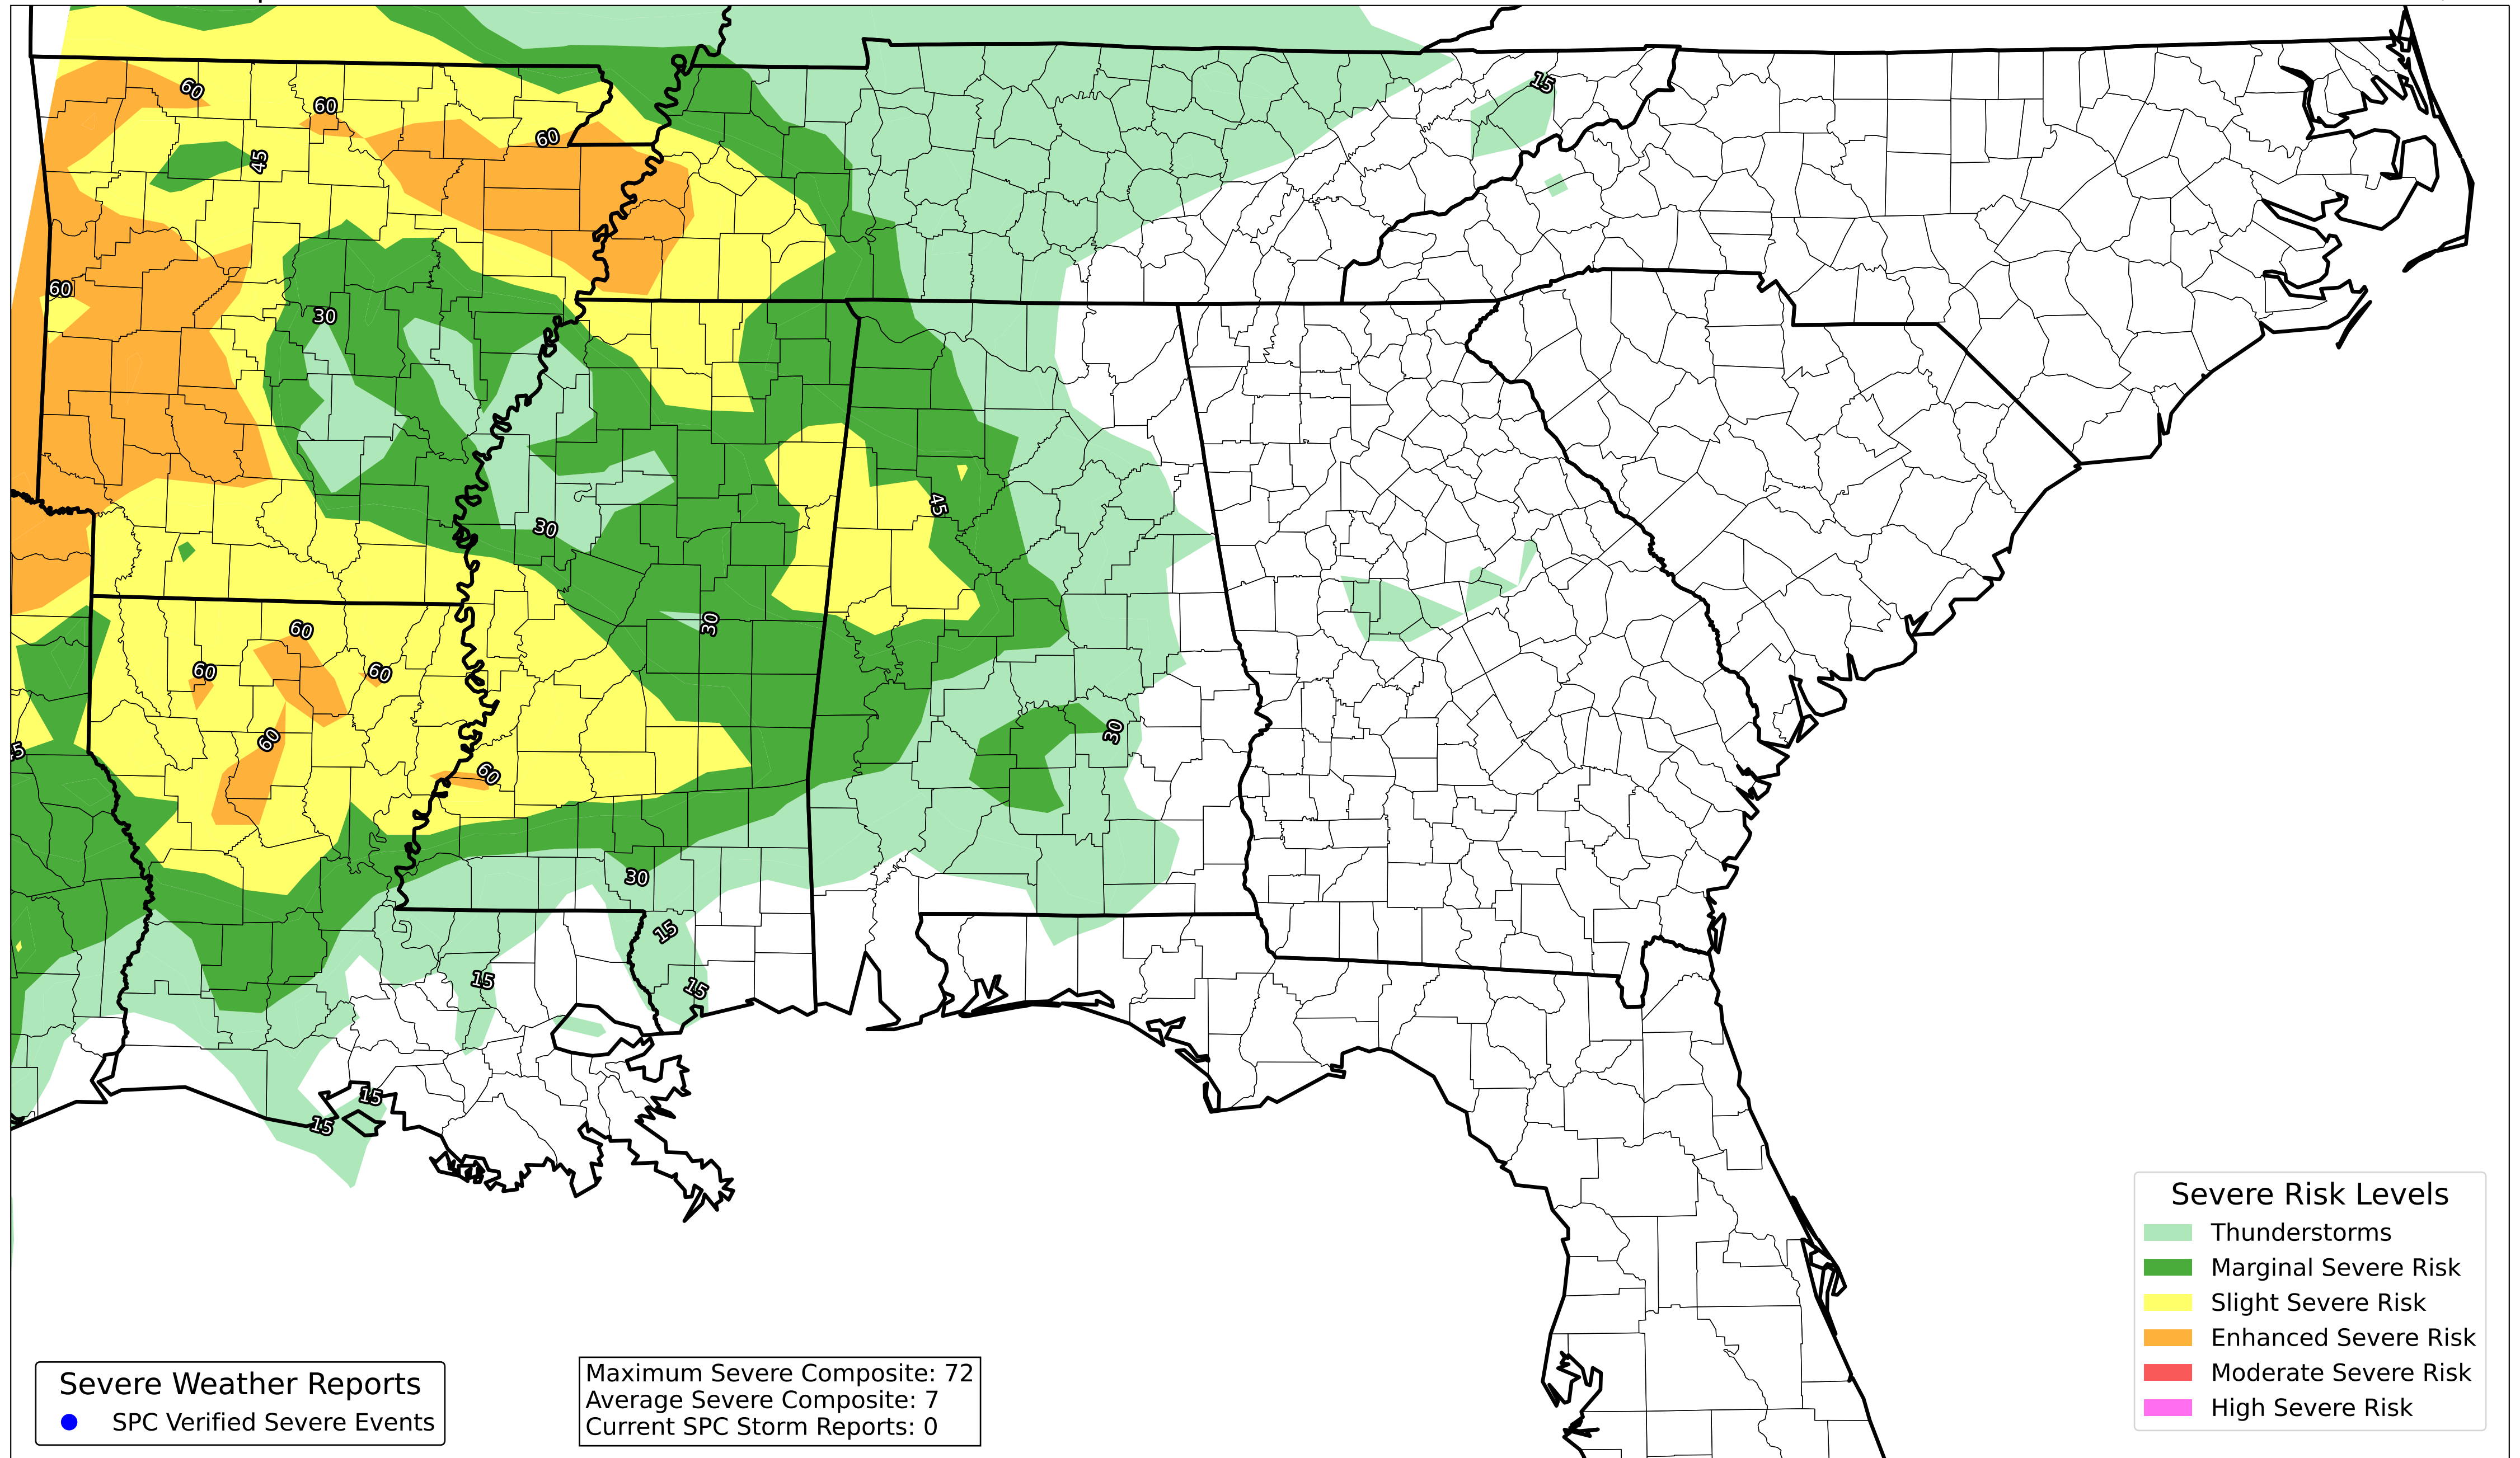 60
60
60
45
15
60
30
45
30
30
60
60
60
30
60
5
60
30
15
15
15
15
15
Severe Risk Levels
Thunderstorms
Marginal Severe Risk
Slight Severe Risk
Enhanced Severe Risk
Moderate Severe Risk
High Severe Risk
Severe Weather Reports
SPC Verified Severe Events
Maximum Severe Composite: 72
Average Severe Composite: 7
Current SPC Storm Reports: 0